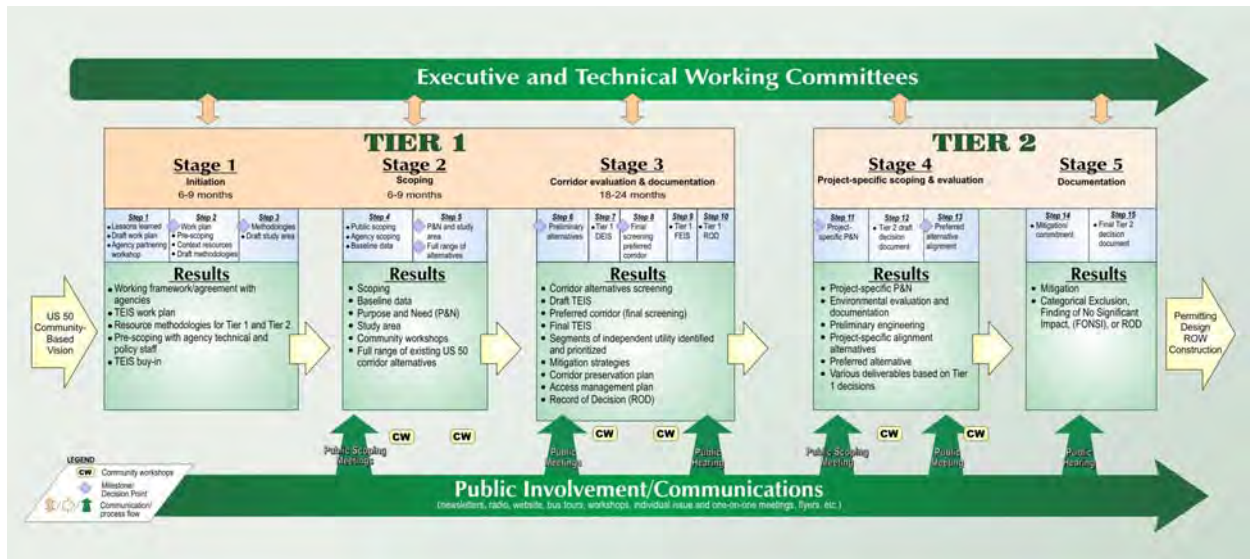 Executive and Technical Working Committees
TIER 1
Stage 1
Initiation
6-9 months
Stage 2
Scoping
6-9 months
Stage 3
Corridor evaluation & documentation
18-24 months
TIER 2
Stage 4
Project-specific scoping & evaluation
Stage 5
Documentation
Step 1
Lessons learned
Draft work plan
Agency partnering
workshop
Step 2
Work plan
Pre-scoping
Context resources
Draft methodologies
Step 3
Methodologies
Draft study area
Step 4
Public scoping
Agency scoping
Baseline data
Step 5
P&N and study
area
Full range of
alternatives
Step 6
Preliminary
alternatives
Step 7
Tier 1
DEIS
Step 8
Final
screening
preferred
corridor
Step 9
Tier 1
FEIS
Step 10
Tier 1
ROD
Step 11
Project-
specific P&N
Step 12
Tier 2 draft
decision
document
Step 13
Preferred
alternative
alignment
Step 14
Mitigation/
commitment
Step 15
Final Tier 2
decision
document
US 50
Community-
Based
Vision
Results
Working framework/agreement with
agencies
TEIS work plan
Resource methodologies for Tier 1 and Tier 2
Pre-scoping with agency technical and
policy staff
TEIS buy-in
Results
Scoping
Baseline data
Purpose and Need (P&N)
Study area
Community workshops
Full range of existing US 50
corridor alternatives
Results
Corridor alternatives screening
Draft TEIS
Preferred corridor (final screening)
Final TEIS
Segments of independent utility identified
and prioritized
Mitigation strategies
Corridor preservation plan
Access management plan
Record of Decision (ROD)
Results
Project-specific P&N
Environmental evaluation and
documentation
Preliminary engineering
Project-specific alignment
alternatives
Preferred alternative
Various deliverables based on Tier
1 decisions
Results
Mitigation
Categorical Exclusion,
Finding of No Significant
Impact, (FONSI), or ROD
Permitting
Design
ROW
Construction
Public Scoping
Meetings
CW
CW
Public
Meetings
CW
CW
Public
Hearing
Public Scoping
Meeting
CW
Public
Meeting
CW
Public
Hearing
LEGEND
CW Community workshops
Milestone/
Decision Point
Communication/
process flow
Public Involvement/Communications
(newsletters, radio, website, bus tours, workshops, individual issue and one-on-one meetings, flyers, etc.)